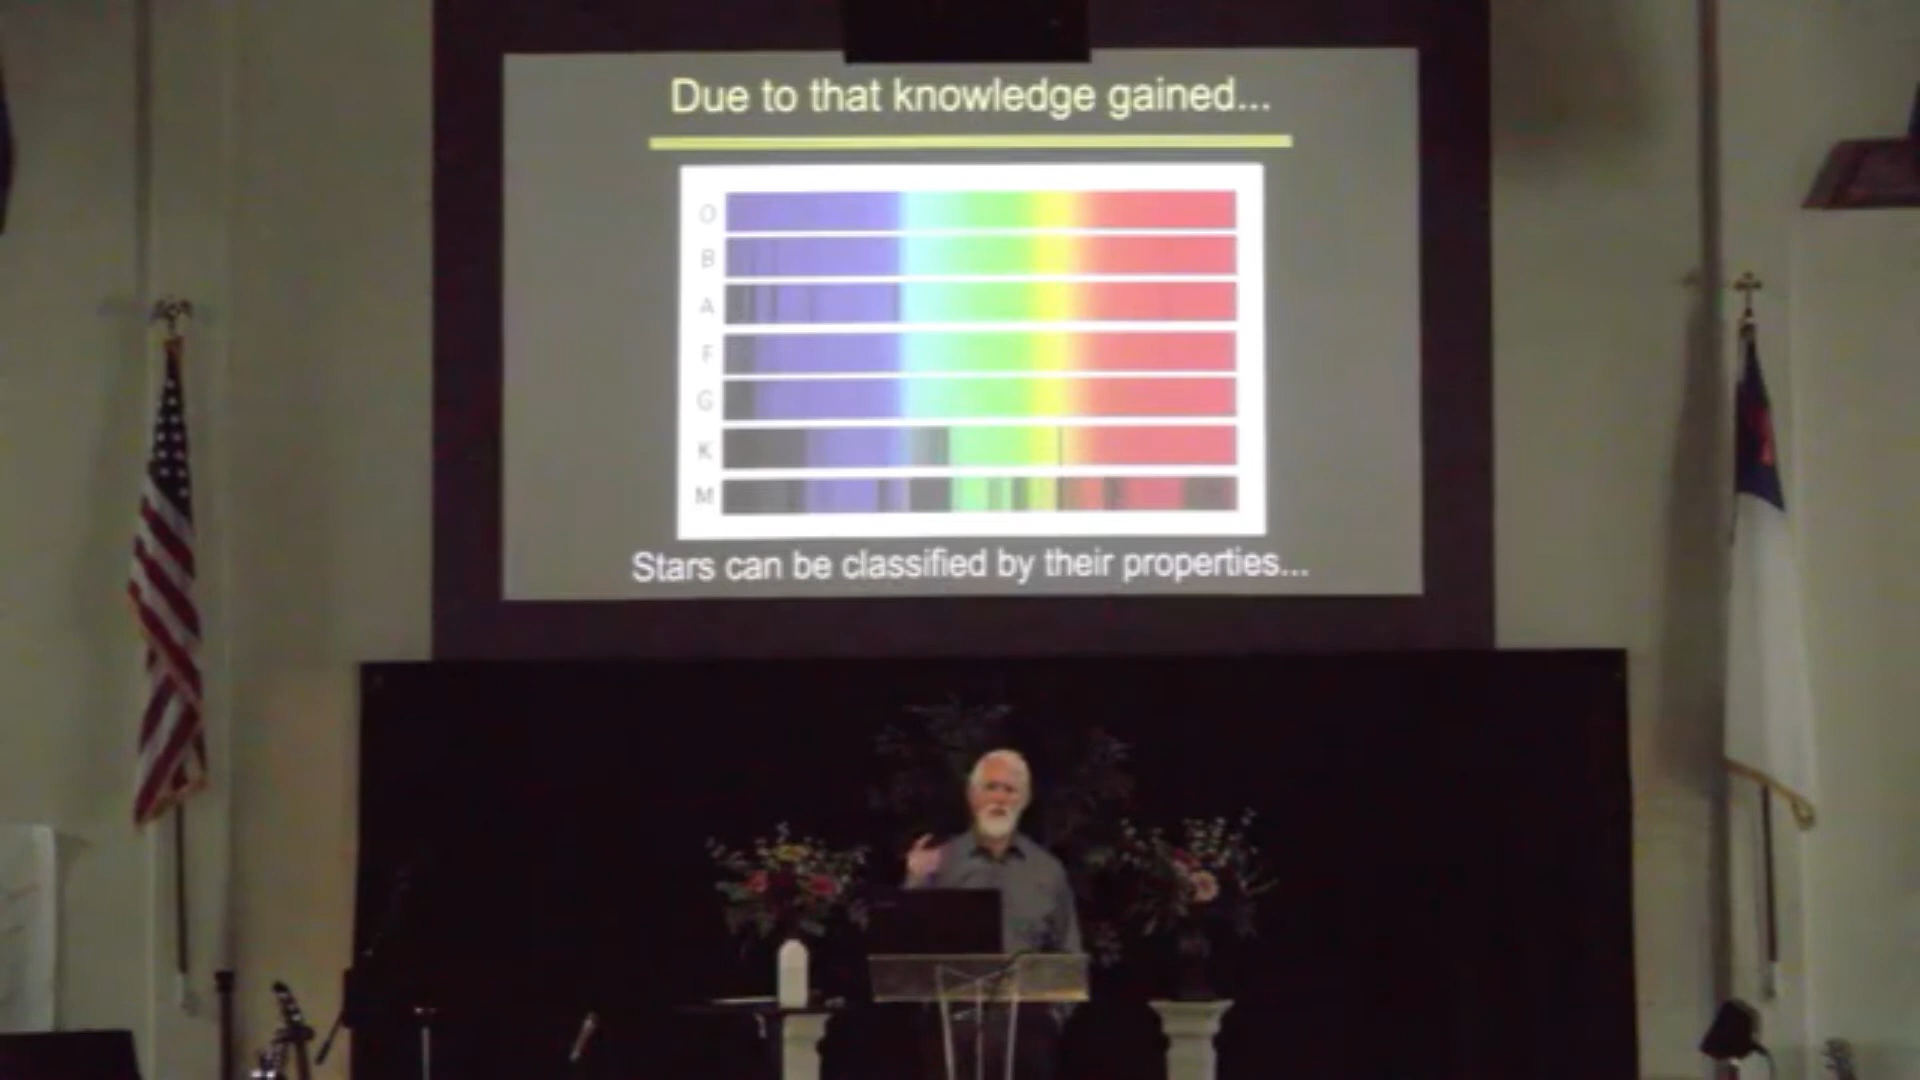 Due to that knowledge gained...
O
B
A
F
G
K
M
Stars can be classified by their properties...